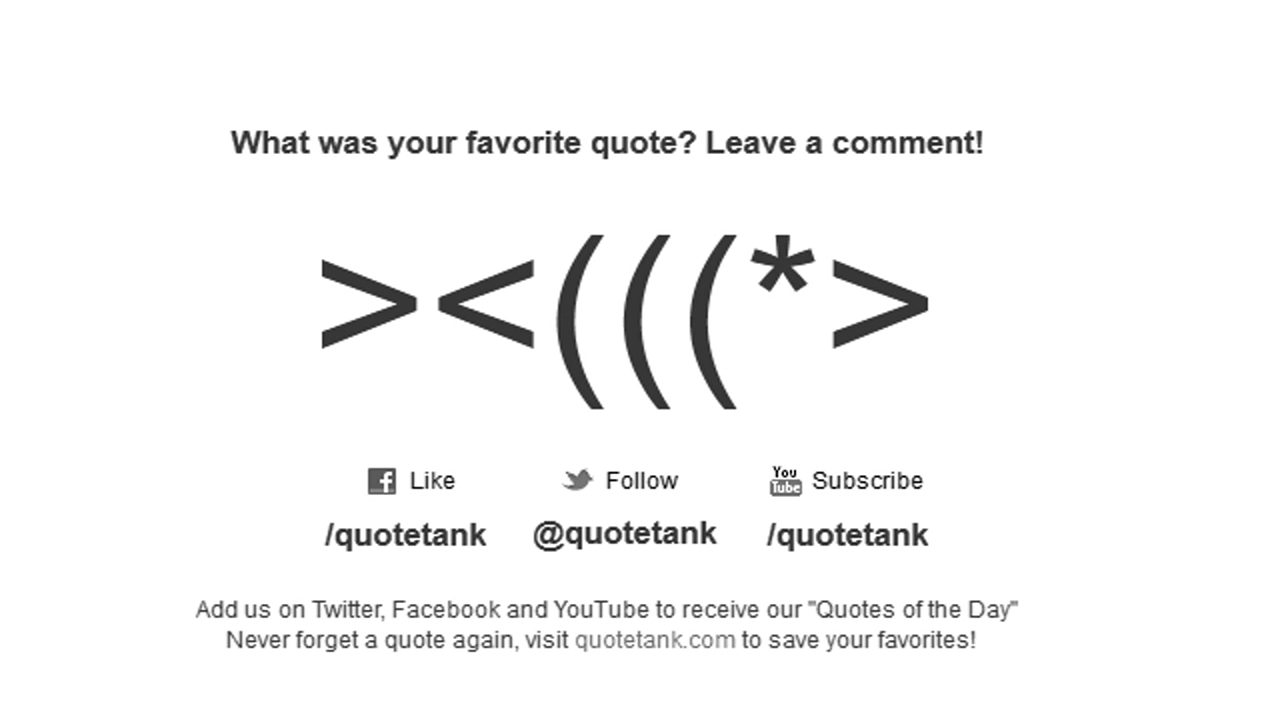 What was your favorite quote? Leave a comment!
><(((*>
f Like Follow You Tube Subscribe
/quotetank @quotetank /quotetank
Add us on Twitter, Facebook and YouTube to receive our "Quotes of the Day"
Never forget a quote again, visit quotetank.com to save your favorites!